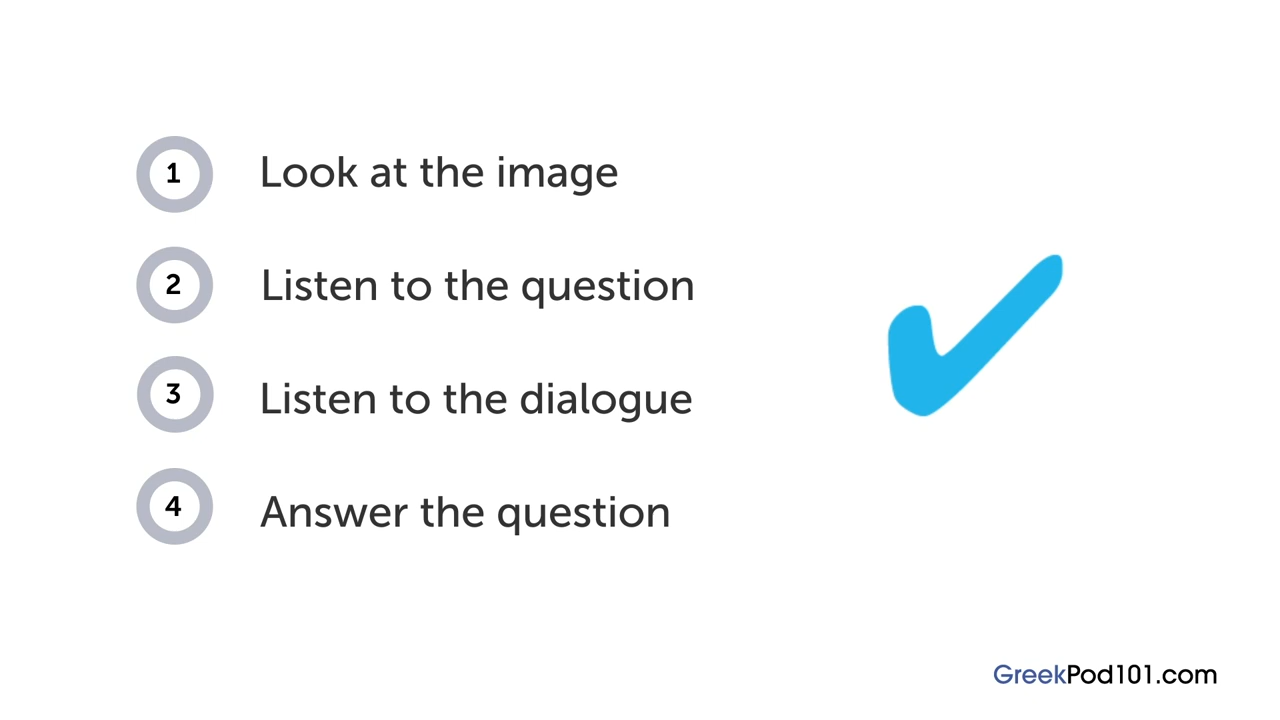 1 Look at the image
2 Listen to the question
3 Listen to the dialogue
4 Answer the question
GreekPod101.com